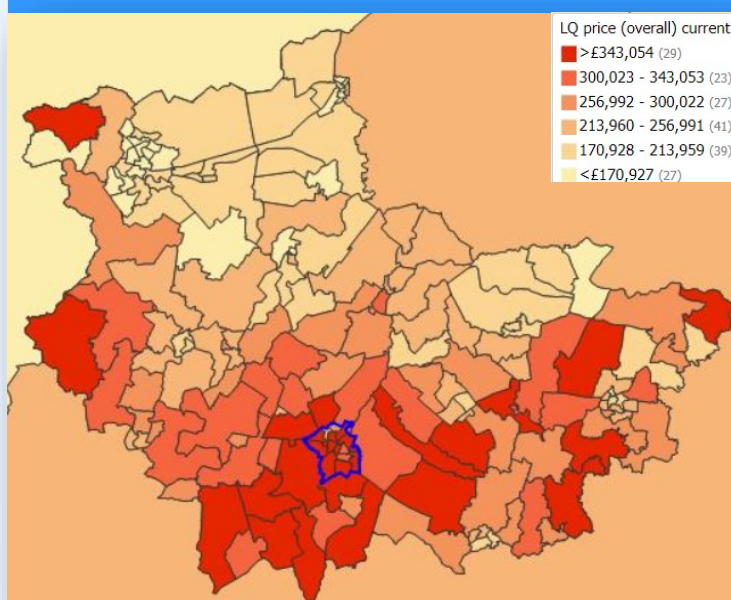 LQ price (overall) current
>£343,054 (29)
300,023 - 343,053 (23)
256,992 - 300,022 (27)
213,960 - 256,991 (41)
170,928 - 213,959 (39)
<£170,927 (27)